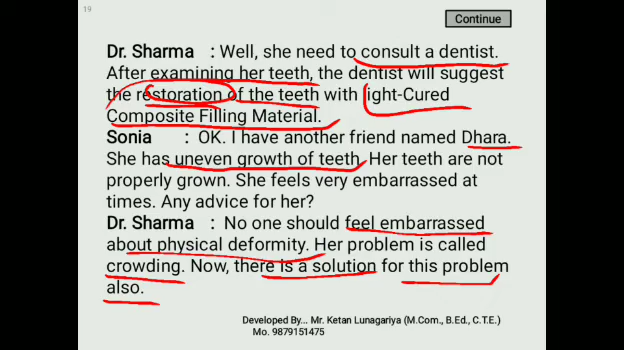 19
Continue
Dr. Sharma : Well, she need to consult a dentist.
After examining her teeth, the dentist will suggest
the restoration of the teeth with light-Cured
Composite Filling Material.
Sonia : OK. I have another friend named Dhara.
She has uneven growth of teeth. Her teeth are not
properly grown. She feels very embarrassed at
times. Any advice for her?
Dr. Sharma : No one should feel embarrassed
about physical deformity. Her problem is called
crowding. Now, there is a solution for this problem
also.
Developed By... Mr. Ketan Lunagariya (M.Com., B.Ed., C.T.E.)
Mo. 9879151475